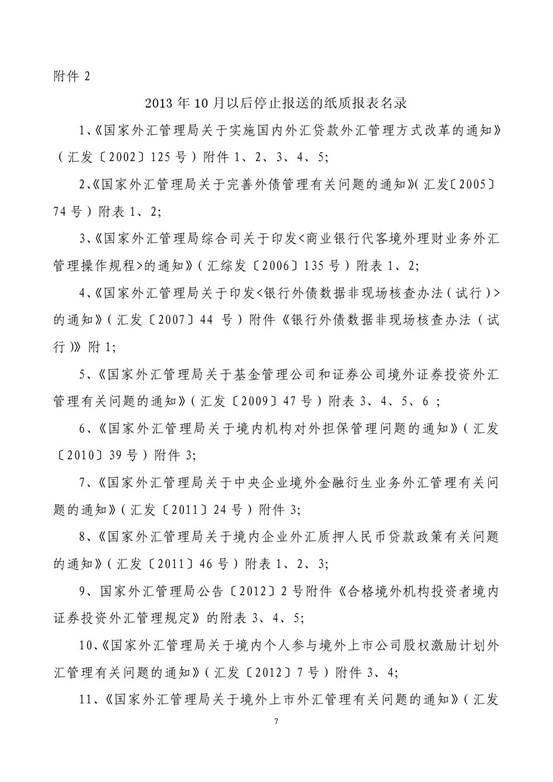 附件 2
2013 年 10 月以后停止报送的纸质报表名录
1、《国家外汇管理局关于实施国内外汇贷款外汇管理方式改革的通知》
（汇发〔2002〕125 号）附件 1、2、3、4、5;
2、《国家外汇管理局关于完善外债管理有关问题的通知》（汇发〔2005〕
74 号）附表 1、2;
3、《国家外汇管理局综合司关于印发<商业银行代客境外理财业务外汇
管理操作规程>的通知》（汇综发〔2006〕135 号）附表 1、2;
4、《国家外汇管理局关于印发<银行外债数据非现场核查办法（试行）>
的通知》（汇发〔2007〕44 号）附件《银行外债数据非现场核查办法（试
行）》附 1;
5、《国家外汇管理局关于基金管理公司和证券公司境外证券投资外汇
管理有关问题的通知》（汇发〔2009〕47 号）附表 3、4、5、6 ;
6、《国家外汇管理局关于境内机构对外担保管理问题的通知》（汇发
〔2010〕39 号）附件 3;
7、《国家外汇管理局关于中央企业境外金融衍生业务外汇管理有关问
题的通知》（汇发〔2011〕24 号）附件 3;
8、《国家外汇管理局关于境内企业外汇质押人民币贷款政策有关问题
的通知》（汇发〔2011〕46 号）附表 1、2、3;
9、国家外汇管理局公告〔2012〕2 号附件《合格境外机构投资者境内
证券投资外汇管理规定》的附表 3、4、5;
10、《国家外汇管理局关于境内个人参与境外上市公司股权激励计划外
汇管理有关问题的通知》（汇发〔2012〕7 号）附件 3、4;
11、《国家外汇管理局关于境外上市外汇管理有关问题的通知》（汇发
7